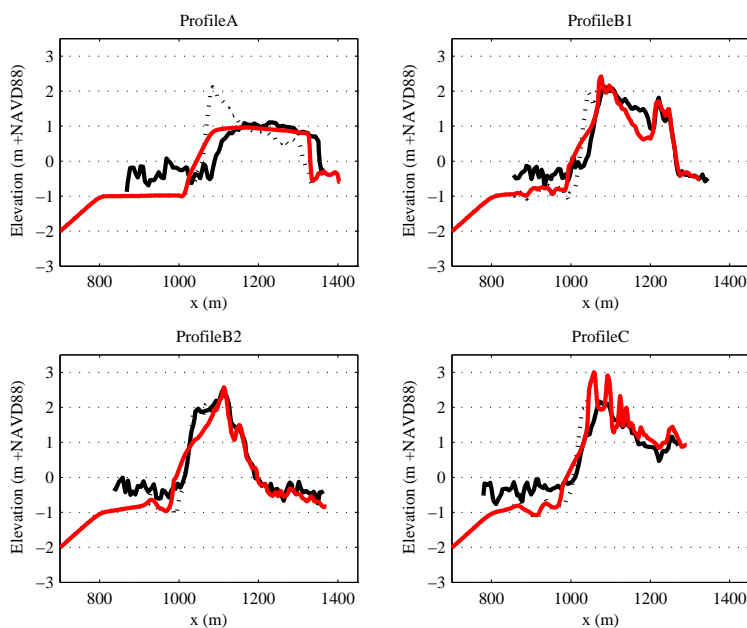 ProfileA
3
2
1
0
−1
−2
−3
Elevation (m +NAVD88)
800 1000 1200 1400
x (m)
ProfileB1
3
2
1
0
−1
−2
−3
Elevation (m +NAVD88)
800 1000 1200 1400
x (m)
ProfileB2
3
2
1
0
−1
−2
−3
Elevation (m +NAVD88)
800 1000 1200 1400
x (m)
ProfileC
3
2
1
0
−1
−2
−3
Elevation (m +NAVD88)
800 1000 1200 1400
x (m)